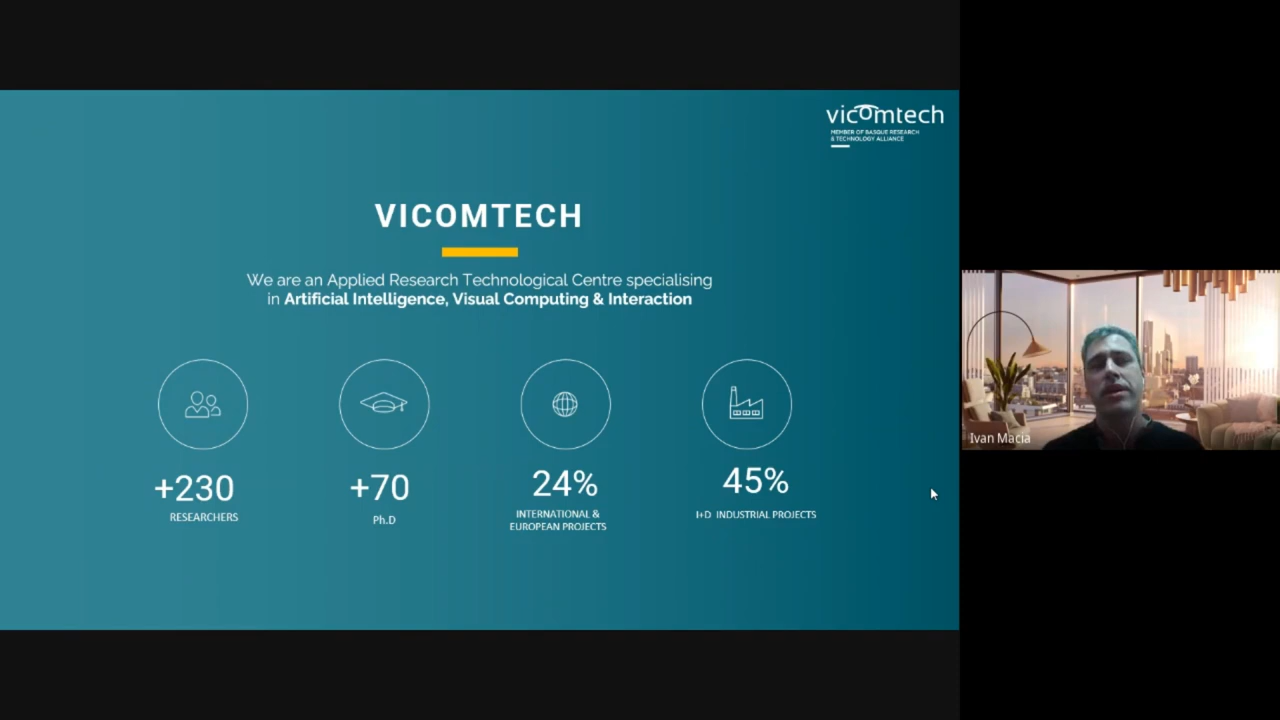 vicomtech
MEMBER OF BASQUE RESEARCH
& TECHNOLOGY ALLIANCE
VICOMTECH
We are an Applied Research Technological Centre specialising
in Artificial Intelligence, Visual Computing & Interaction
+230
RESEARCHERS
+70
Ph.D
24%
INTERNATIONAL &
EUROPEAN PROJECTS
45%
I+D INDUSTRIAL PROJECTS
Ivan Macia